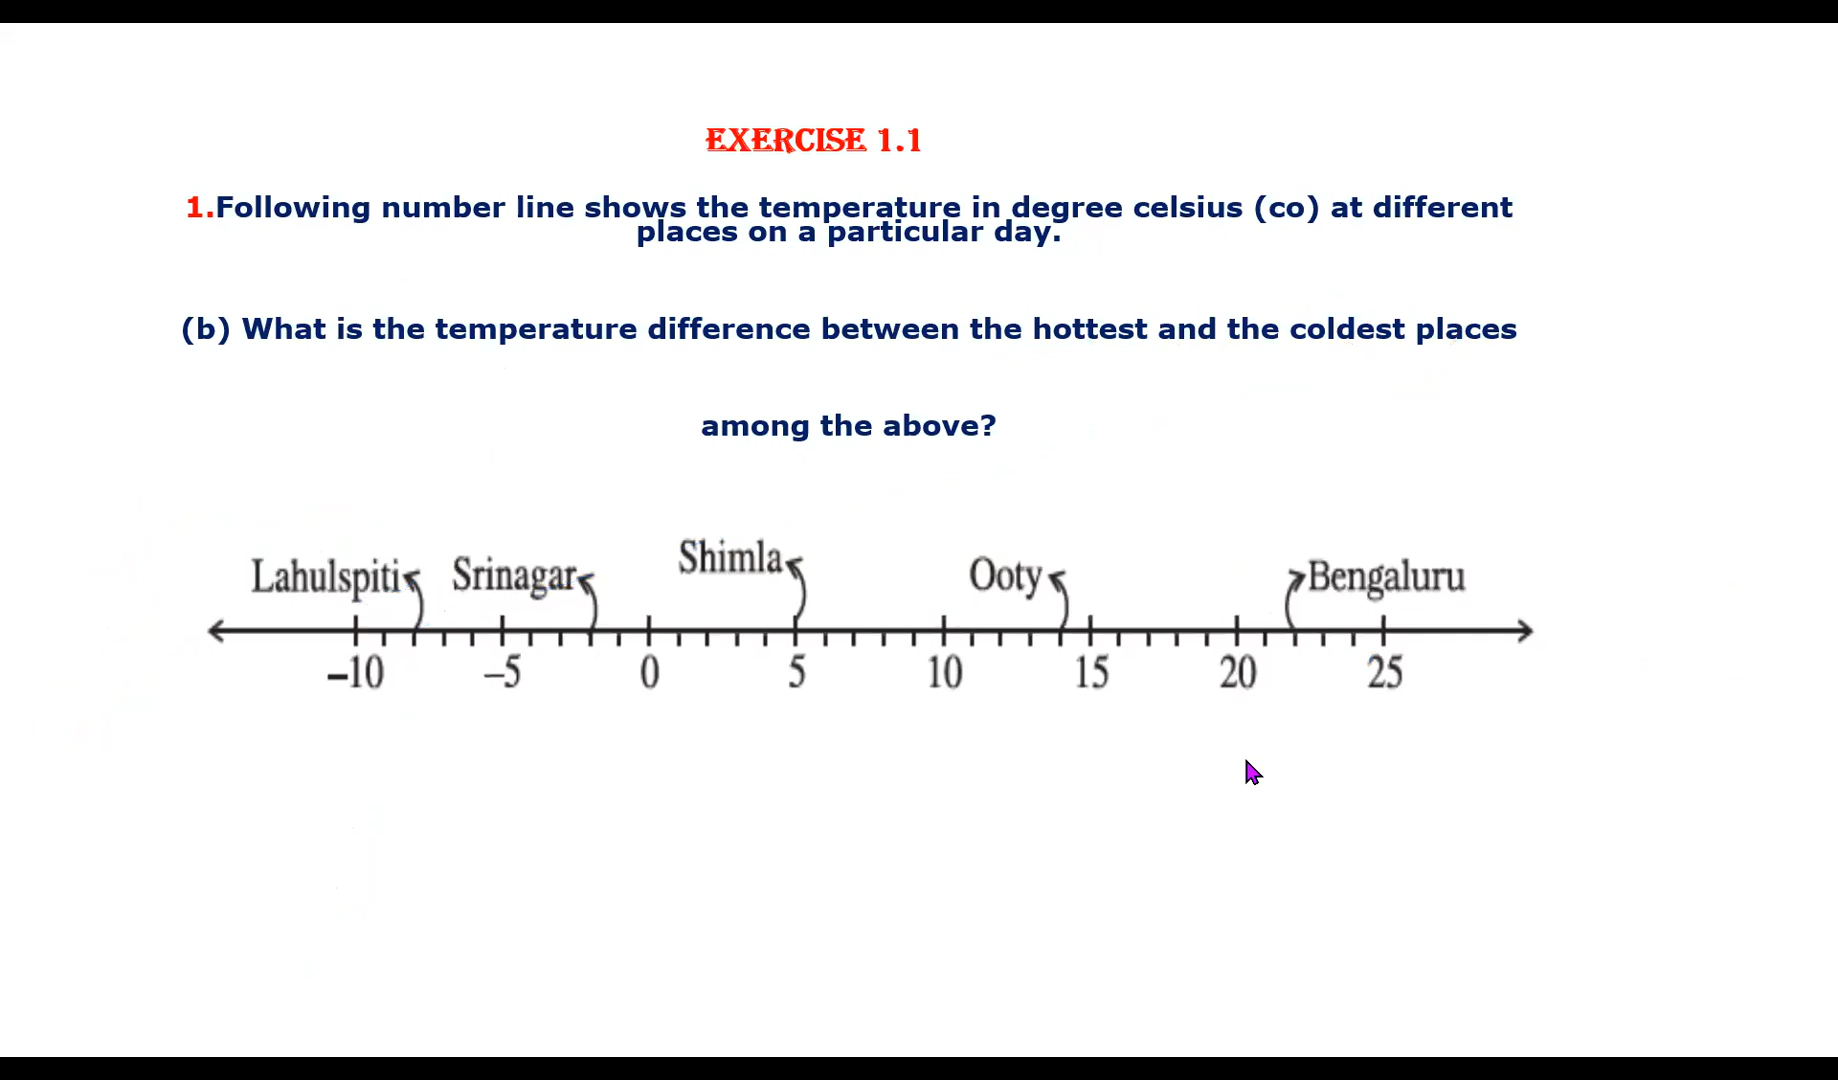 EXERCISE 1.1
1.Following number line shows the temperature in degree celsius (co) at different
places on a particular day.
(b) What is the temperature difference between the hottest and the coldest places
among the above?
Lahulspiti Srinagar Shimla Ooty Bengaluru
–10 –5 0 5 10 15 20 25